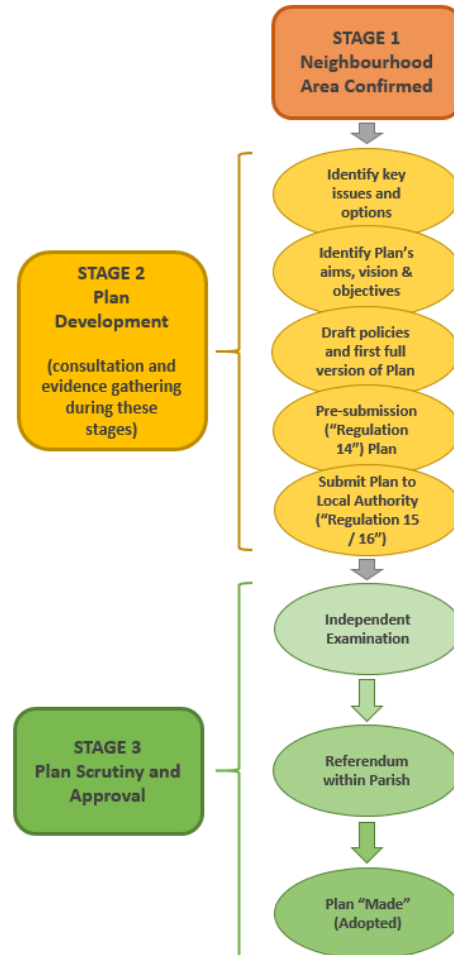 STAGE 1
Neighbourhood
Area Confirmed
Identify key
issues and
options
STAGE 2
Plan
Development
(consultation and
evidence gathering
during these
stages)
Identify Plan’s
aims, vision &
objectives
Draft policies
and first full
version of Plan
Pre-submission
(“Regulation
14”) Plan
Submit Plan to
Local Authority
(“Regulation 15
/ 16”)
STAGE 3
Plan Scrutiny and
Approval
Independent
Examination
Referendum
within Parish
Plan “Made”
(Adopted)